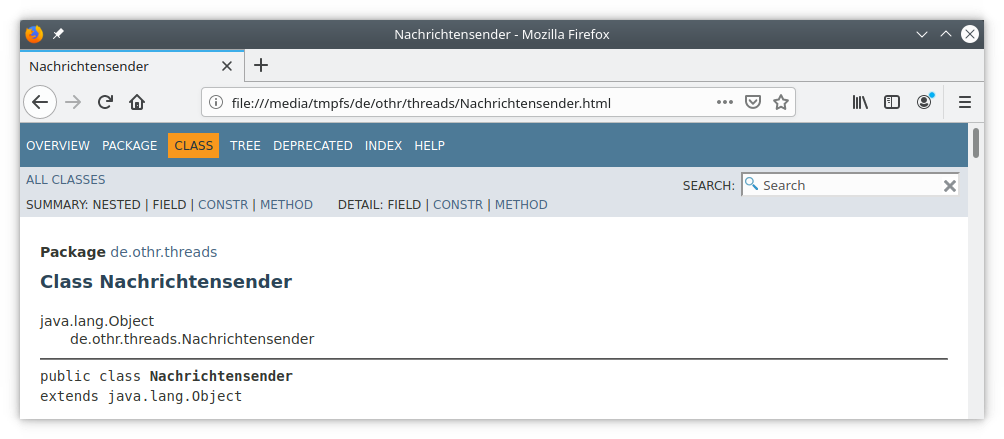 Nachrichtensender - Mozilla Firefox
Nachrichtensender
file:///media/tmpfs/de/othr/threads/Nachrichtensender.html
OVERVIEW PACKAGE CLASS TREE DEPRECATED INDEX HELP
ALL CLASSES
SEARCH: Search
SUMMARY: NESTED | FIELD | CONSTR | METHOD DETAIL: FIELD | CONSTR | METHOD
Package de.othr.threads
Class Nachrichtensender
java.lang.Object
de.othr.threads.Nachrichtensender
public class Nachrichtensender
extends java.lang.Object